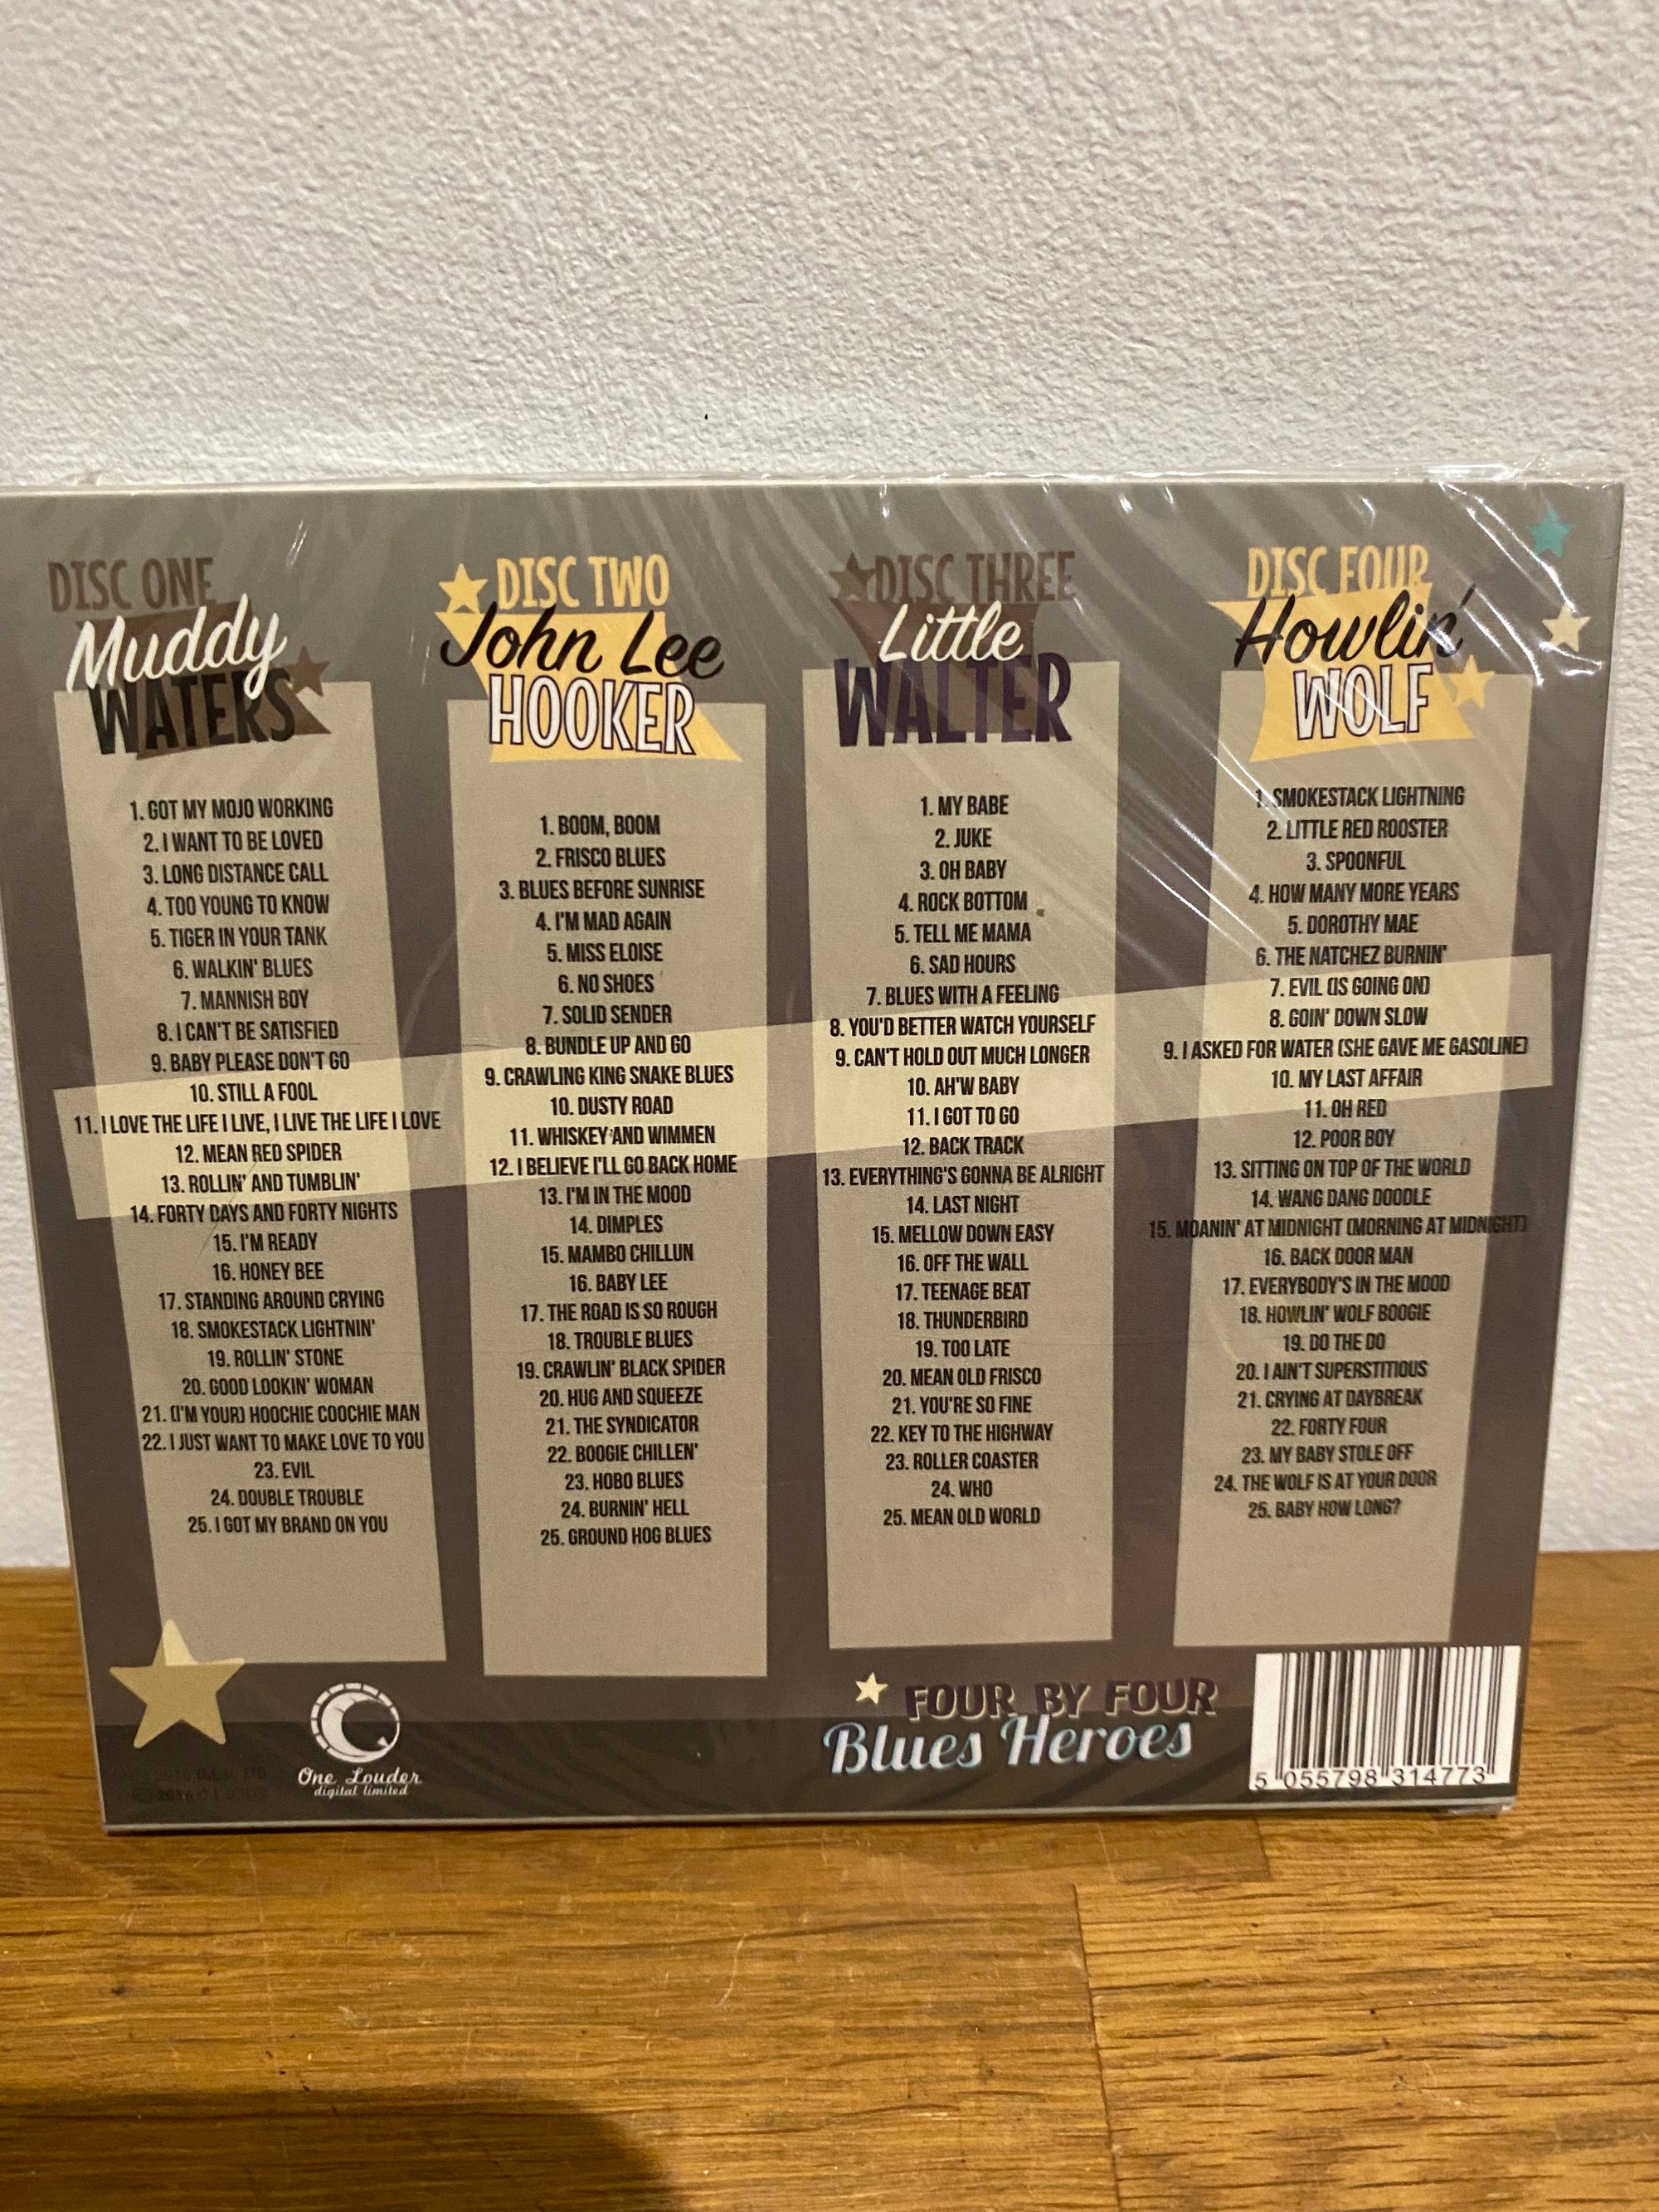 DISC ONE
Muddy
WATERS
1. GOT MY MOJO WORKING
2. I WANT TO BE LOVED
3. LONG DISTANCE CALL
4. TOO YOUNG TO KNOW
5. TIGER IN YOUR TANK
6. WALKIN' BLUES
7. MANNISH BOY
8. I CAN'T BE SATISFIED
9. BABY PLEASE DON'T GO
10. STILL A FOOL
11. I LOVE THE LIFE I LIVE, I LIVE THE LIFE I LOVE
12. MEAN RED SPIDER
13. ROLLIN' AND TUMBLIN'
14. FORTY DAYS AND FORTY NIGHTS
15. I'M READY
16. HONEY BEE
17. STANDING AROUND CRYING
18. SMOKESTACK LIGHTNIN'
19. ROLLIN' STONE
20. GOOD LOOKIN' WOMAN
21. (I'M YOUR) HOOCHIE COOCHIE MAN
22. I JUST WANT TO MAKE LOVE TO YOU
23. EVIL
24. DOUBLE TROUBLE
25. I GOT MY BRAND ON YOU
DISC TWO
John Lee
HOOKER
1. BOOM, BOOM
2. FRISCO BLUES
3. BLUES BEFORE SUNRISE
4. I'M MAD AGAIN
5. MISS ELOISE
6. NO SHOES
7. SOLID SENDER
8. BUNDLE UP AND GO
9. CRAWLING KING SNAKE BLUES
10. DUSTY ROAD
11. WHISKEY AND WIMMEN
12. I BELIEVE I'LL GO BACK HOME
13. I'M IN THE MOOD
14. DIMPLES
15. MAMBO CHILLUN
16. BABY LEE
17. THE ROAD IS SO ROUGH
18. TROUBLE BLUES
19. CRAWLIN' BLACK SPIDER
20. HUG AND SQUEEZE
21. THE SYNDICATOR
22. BOOGIE CHILLEN'
23. HOBO BLUES
24. BURNIN' HELL
25. GROUND HOG BLUES
DISC THREE
Little
WALTER
1. MY BABE
2. JUKE
3. OH BABY
4. ROCK BOTTOM
5. TELL ME MAMA
6. SAD HOURS
7. BLUES WITH A FEELING
8. YOU'D BETTER WATCH YOURSELF
9. CAN'T HOLD OUT MUCH LONGER
10. AH'W BABY
11. I GOT TO GO
12. BACK TRACK
13. EVERYTHING'S GONNA BE ALRIGHT
14. LAST NIGHT
15. MELLOW DOWN EASY
16. OFF THE WALL
17. TEENAGE BEAT
18. THUNDERBIRD
19. TOO LATE
20. MEAN OLD FRISCO
21. YOU'RE SO FINE
22. KEY TO THE HIGHWAY
23. ROLLER COASTER
24. WHO
25. MEAN OLD WORLD
DISC FOUR
Howlin'
WOLF
1. SMOKESTACK LIGHTNING
2. LITTLE RED ROOSTER
3. SPOONFUL
4. HOW MANY MORE YEARS
5. DOROTHY MAE
6. THE NATCHEZ BURNIN'
7. EVIL (IS GOING ON)
8. GOIN' DOWN SLOW
9. I ASKED FOR WATER (SHE GAVE ME GASOLINE)
10. MY LAST AFFAIR
11. OH RED
12. POOR BOY
13. SITTING ON TOP OF THE WORLD
14. WANG DANG DOODLE
15. MOANIN' AT MIDNIGHT (MORNING AT MIDNIGHT)
16. BACK DOOR MAN
17. EVERYBODY'S IN THE MOOD
18. HOWLIN' WOLF BOOGIE
19. DO THE DO
20. I AIN'T SUPERSTITIOUS
21. CRYING AT DAYBREAK
22. FORTY FOUR
23. MY BABY STOLE OFF
24. THE WOLF IS AT YOUR DOOR
25. BABY HOW LONG?
One Louder
digital limited
FOUR BY FOUR
Blues Heroes
5 055798 314773